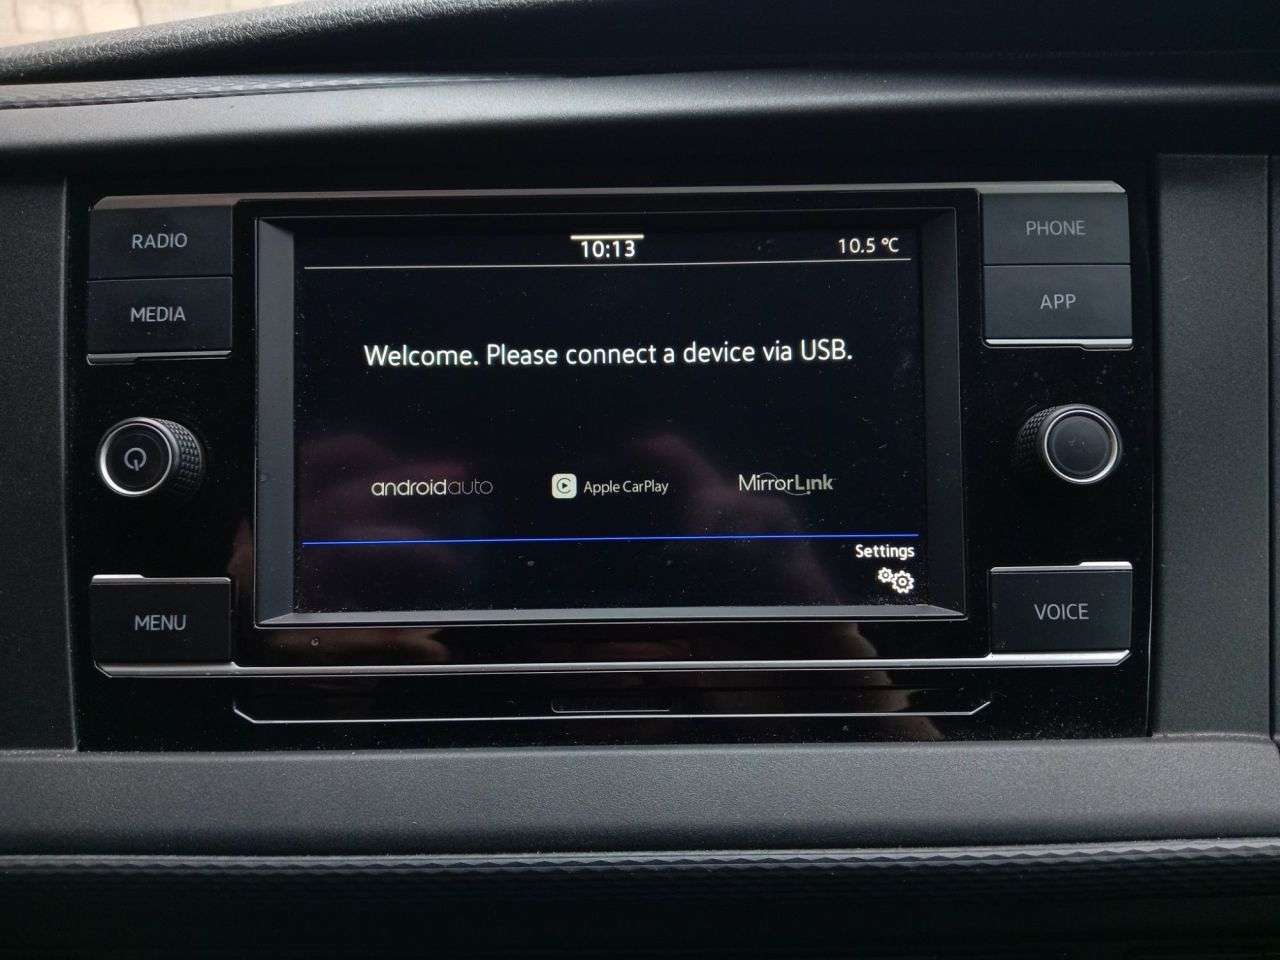 RADIO
MEDIA
MENU
10:13
10.5 °C
Welcome. Please connect a device via USB.
androidauto
Apple CarPlay
MirrorLink
Settings
PHONE
APP
VOICE